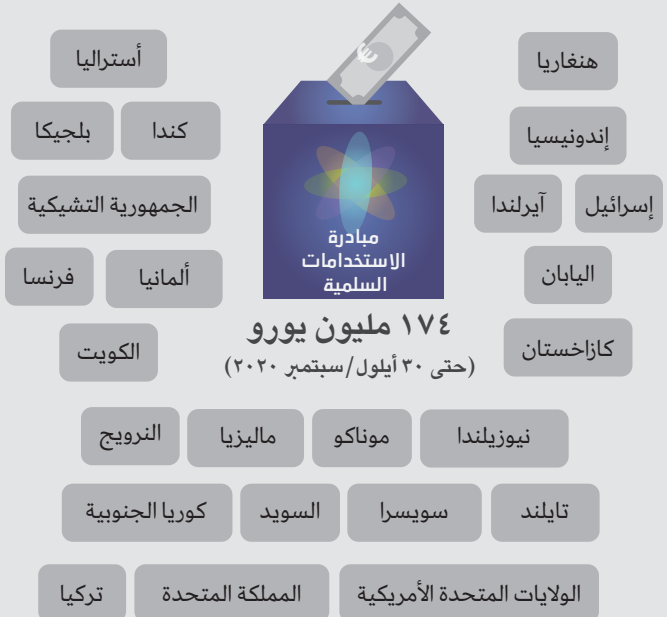 أستراليا
هنغاريا
كندا
بلجيكا
إندونيسيا
الجمهورية التشيكية
إسرائيل
آيرلندا
ألمانيا
فرنسا
اليابان
الكويت
كازاخستان
مبادرة
الاستخدامات
السلمية
١٧٤ مليون يورو
(حتى ٣٠ أيلول/سبتمبر ٢٠٢٠)
نيوزيلندا
موناكو
ماليزيا
النرويج
تايلند
سويسرا
السويد
كوريا الجنوبية
الولايات المتحدة الأمريكية
المملكة المتحدة
تركيا